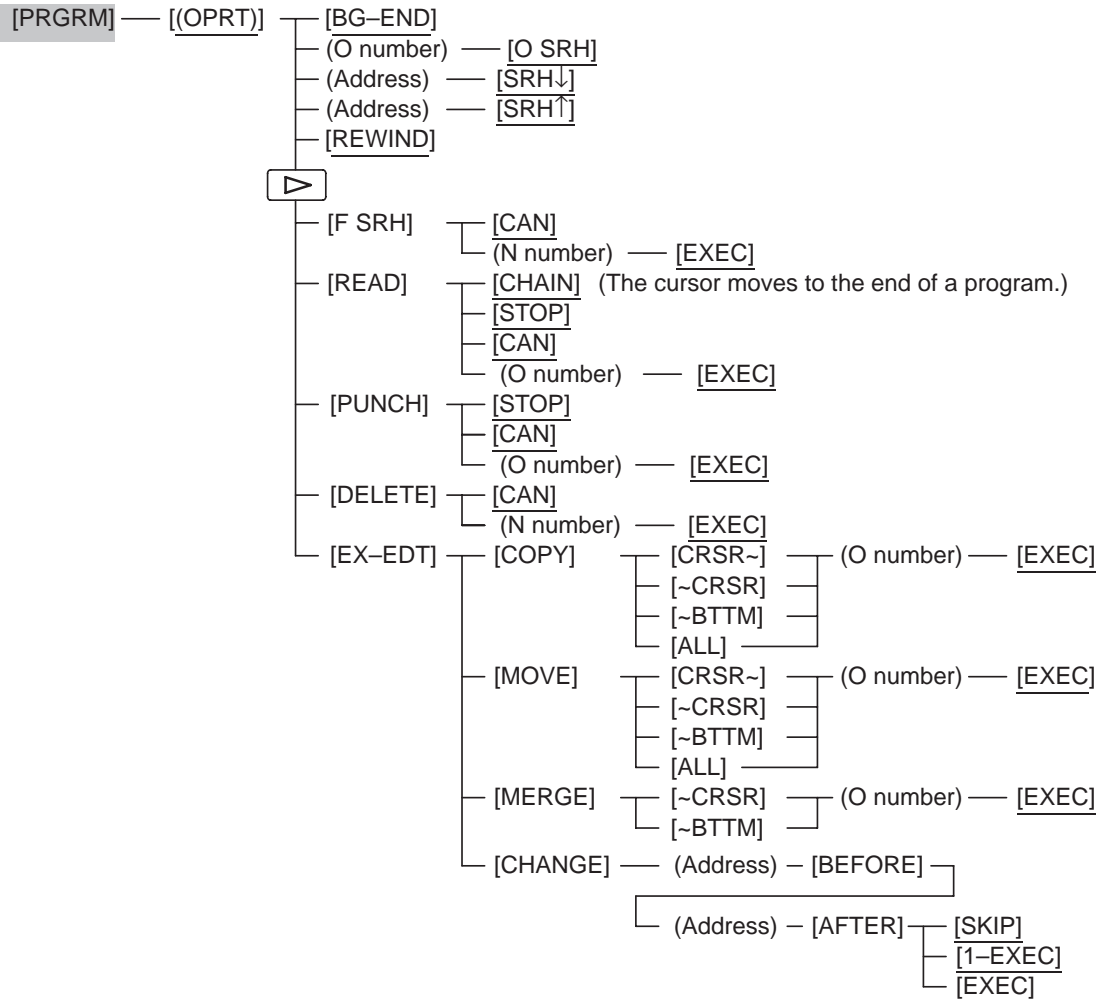 [PRGRM] [(OPRT)] [BG–END]
(O number) [O SRH]
(Address) [SRH↓]
(Address) [SRH↑]
[REWIND]
[F SRH] [CAN]
(N number) [EXEC]
[READ] [CHAIN] (The cursor moves to the end of a program.)
[STOP]
[CAN]
(O number) [EXEC]
[PUNCH] [STOP]
[CAN]
(O number) [EXEC]
[DELETE] [CAN]
(N number) [EXEC]
[EX–EDT] [COPY] [CRSR~] (O number) [EXEC]
[~CRSR]
[~BTTM]
[ALL]
[MOVE] [CRSR~] (O number) [EXEC]
[~CRSR]
[~BTTM]
[ALL]
[MERGE] [~CRSR] (O number) [EXEC]
[~BTTM]
[CHANGE] (Address) [BEFORE]
(Address) [AFTER] [SKIP]
[1–EXEC]
[EXEC]